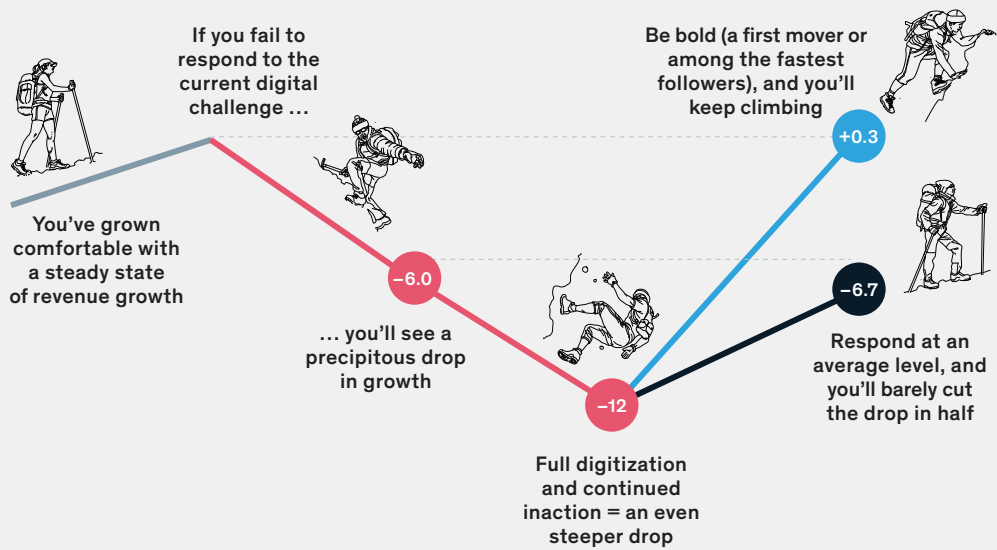 You’ve grown
comfortable with
a steady state
of revenue growth
If you fail to
respond to the
current digital
challenge …
–6.0
… you’ll see a
precipitous drop
in growth
–12
Full digitization
and continued
inaction = an even
steeper drop
Be bold (a first mover or
among the fastest
followers), and you’ll
keep climbing
+0.3
–6.7
Respond at an
average level, and
you’ll barely cut
the drop in half